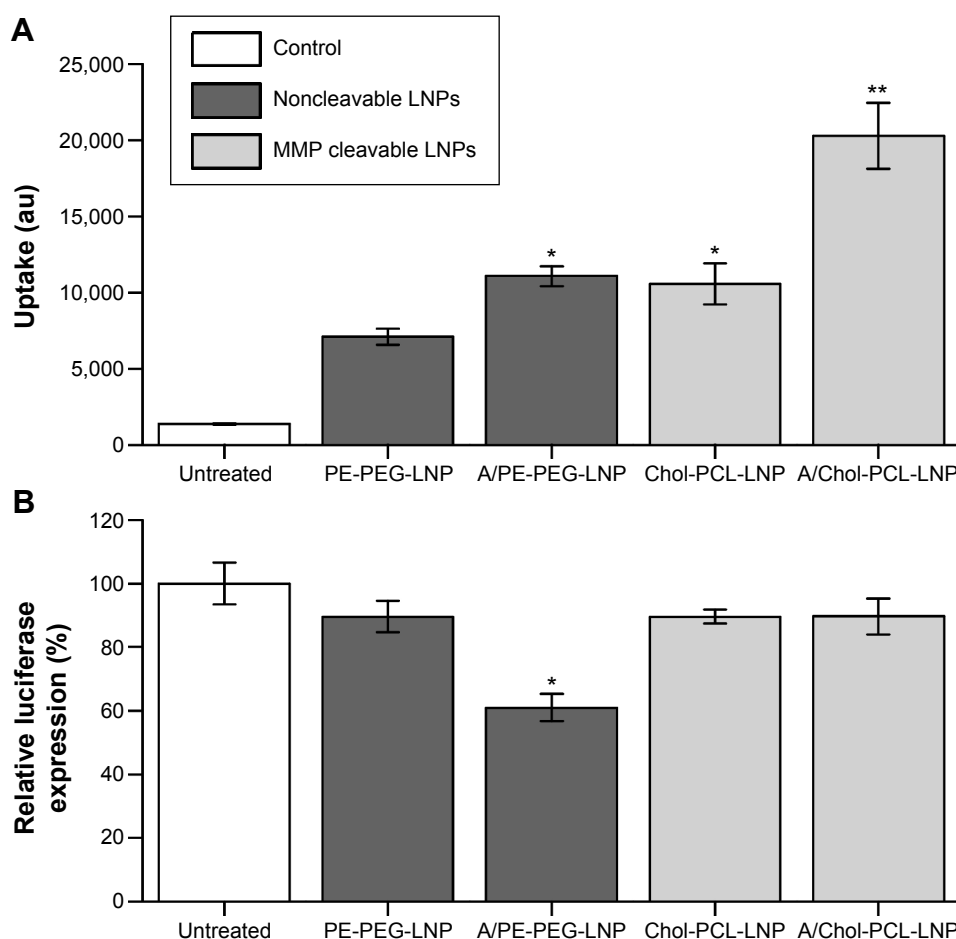 A
Control
Noncleavable LNPs
MMP cleavable LNPs
Uptake (au)
25,000
20,000
15,000
10,000
5,000
0
*
*
**
Untreated
PE-PEG-LNP
A/PE-PEG-LNP
Chol-PCL-LNP
A/Chol-PCL-LNP
B
Relative luciferase
expression (%)
120
100
80
60
40
20
0
*
Untreated
PE-PEG-LNP
A/PE-PEG-LNP
Chol-PCL-LNP
A/Chol-PCL-LNP